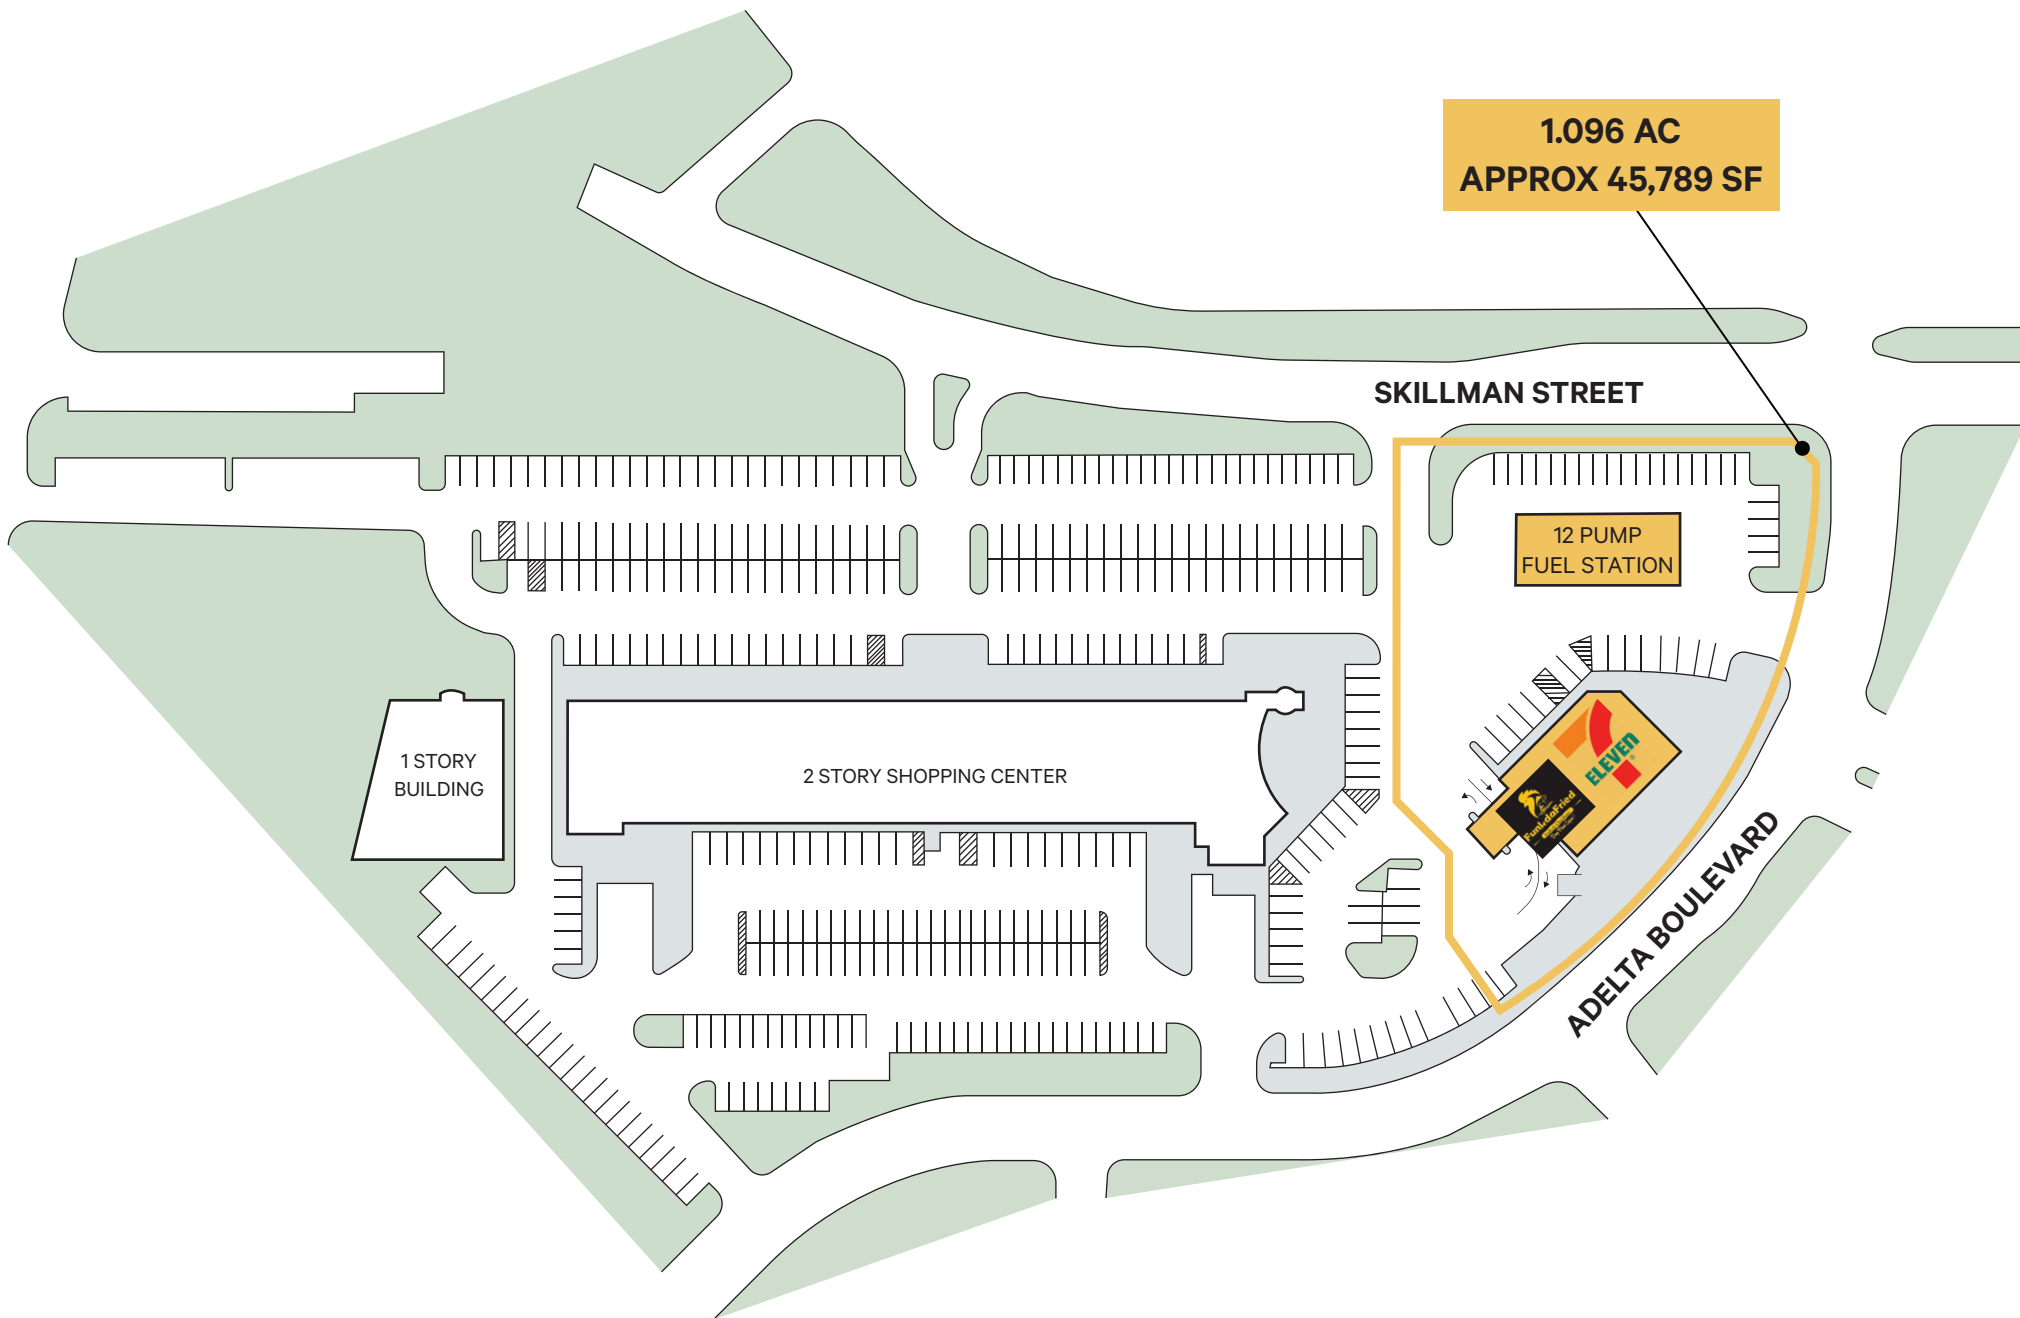 1.096 AC
APPROX 45,789 SF
SKILLMAN STREET
12 PUMP
FUEL STATION
1 STORY
BUILDING
2 STORY SHOPPING CENTER
ELEVEN
FunkdaFried
ADELTA BOULEVARD